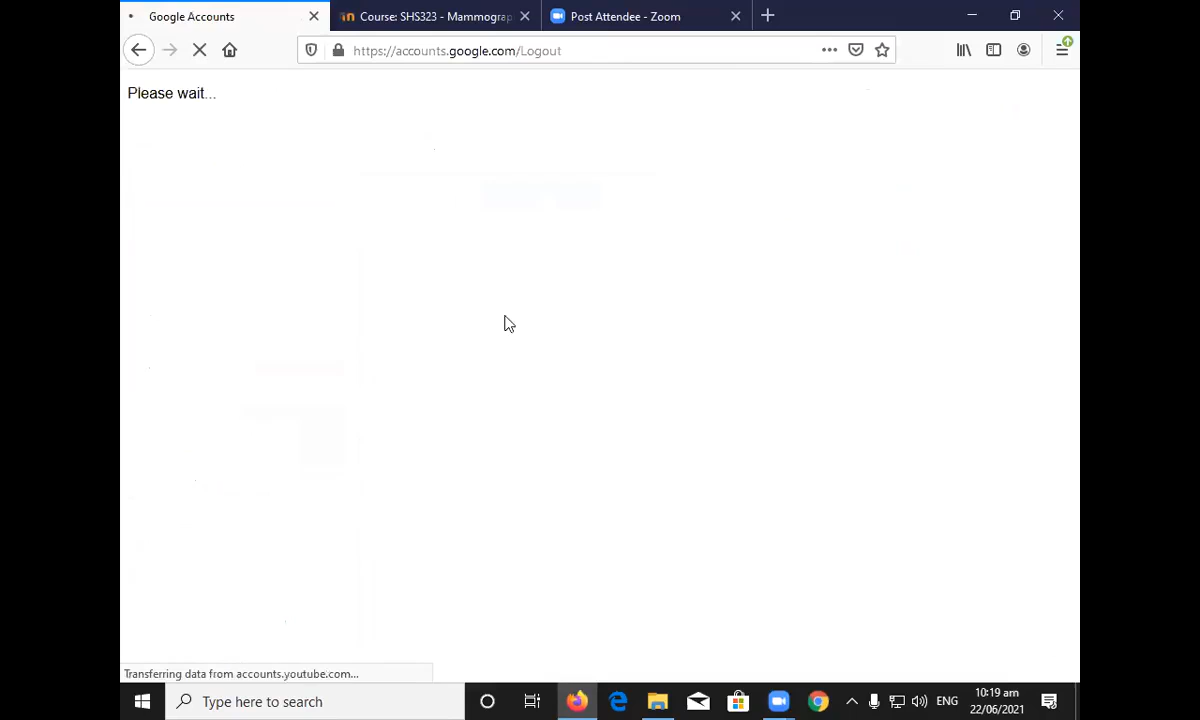 Google Accounts
Course: SHS323 - Mammograp
Post Attendee - Zoom
https://accounts.google.com/Logout
Please wait...
Transferring data from accounts.youtube.com...
Type here to search
ENG
10:19 am
22/06/2021